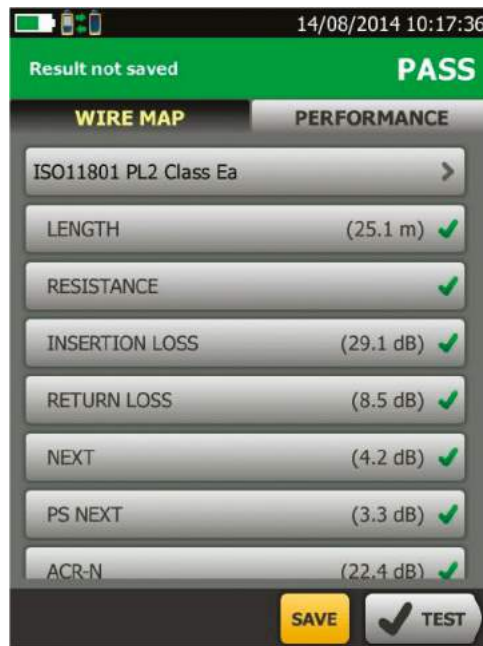 14/08/2014 10:17:36
Result not saved PASS
WIRE MAP PERFORMANCE
ISO11801 PL2 Class Ea
LENGTH (25.1 m)
RESISTANCE
INSERTION LOSS (29.1 dB)
RETURN LOSS (8.5 dB)
NEXT (4.2 dB)
PS NEXT (3.3 dB)
ACR-N (22.4 dB)
SAVE TEST